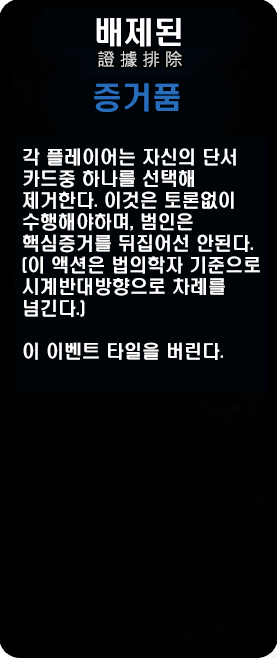 배제된
證據排除
증거품
각 플레이어는 자신의 단서
카드중 하나를 선택해
제거한다. 이것은 토론없이
수행해야하며, 범인은
핵심증거를 뒤집어선 안된다.
(이 액션은 법의학자 기준으로
시계반대방향으로 차례를
넘긴다.)
이 이벤트 타일을 버린다.